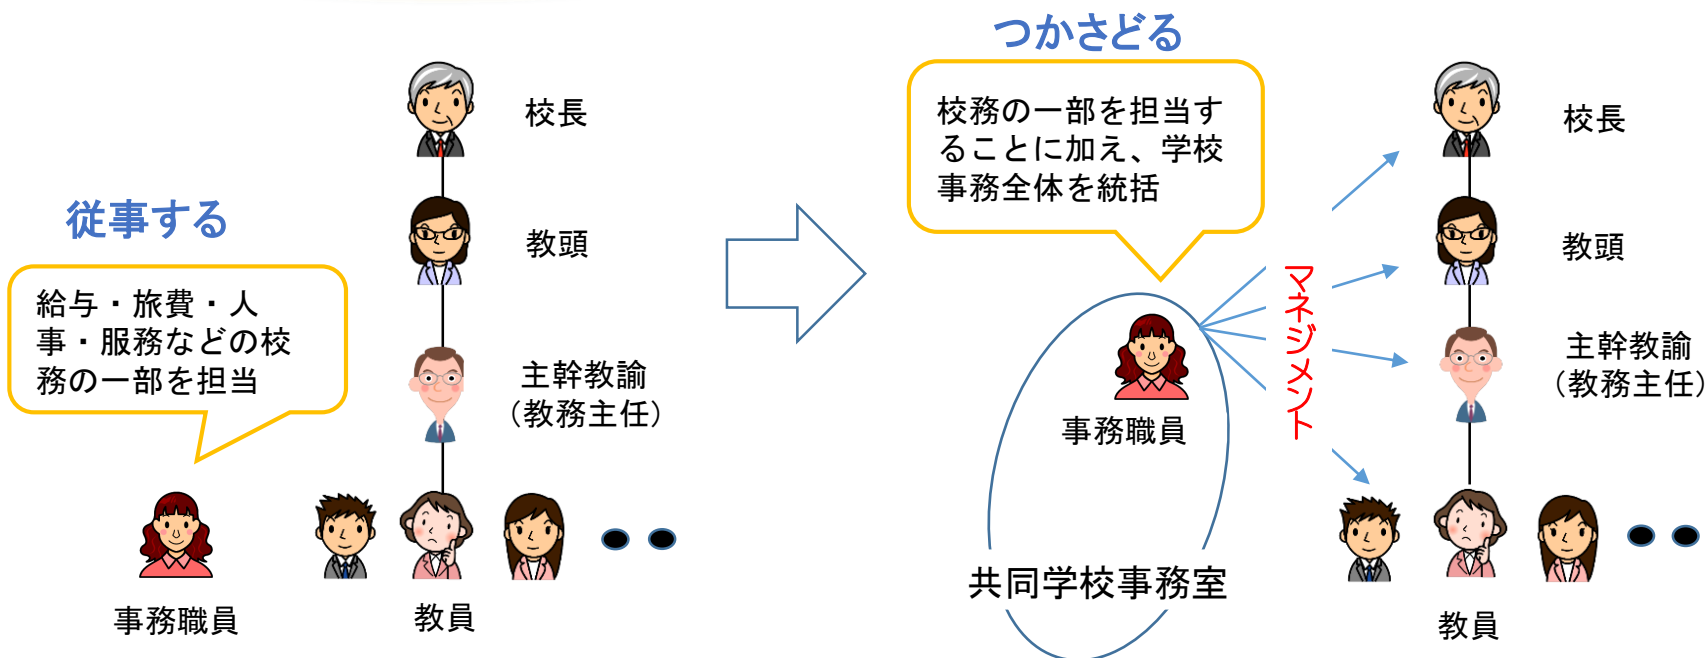 従事する
給与・旅費・人
事・服務などの校
務の一部を担当
校長
教頭
主幹教諭
（教務主任）
事務職員
教員
つかさどる
校務の一部を担当す
ることに加え、学校
事務全体を統括
マネジメント
事務職員
共同学校事務室
校長
教頭
主幹教諭
（教務主任）
教員